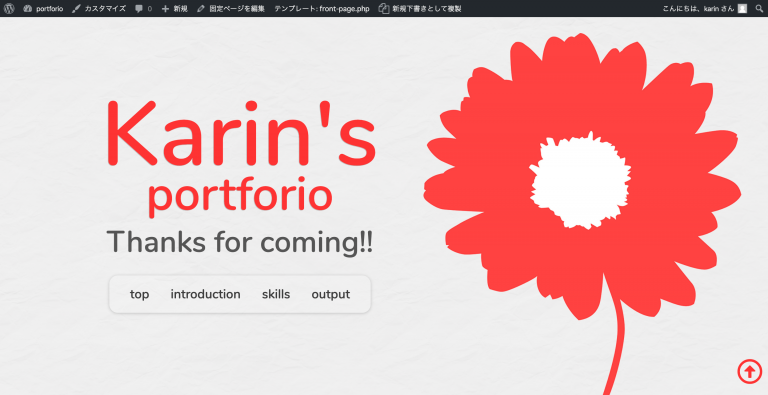 portforio カスタマイズ 0 新規 固定ページを編集 テンプレート: front-page.php 新規下書きとして複製 こんにちは、karin さん
Karin's
portforio
Thanks for coming!!
top introduction skills output